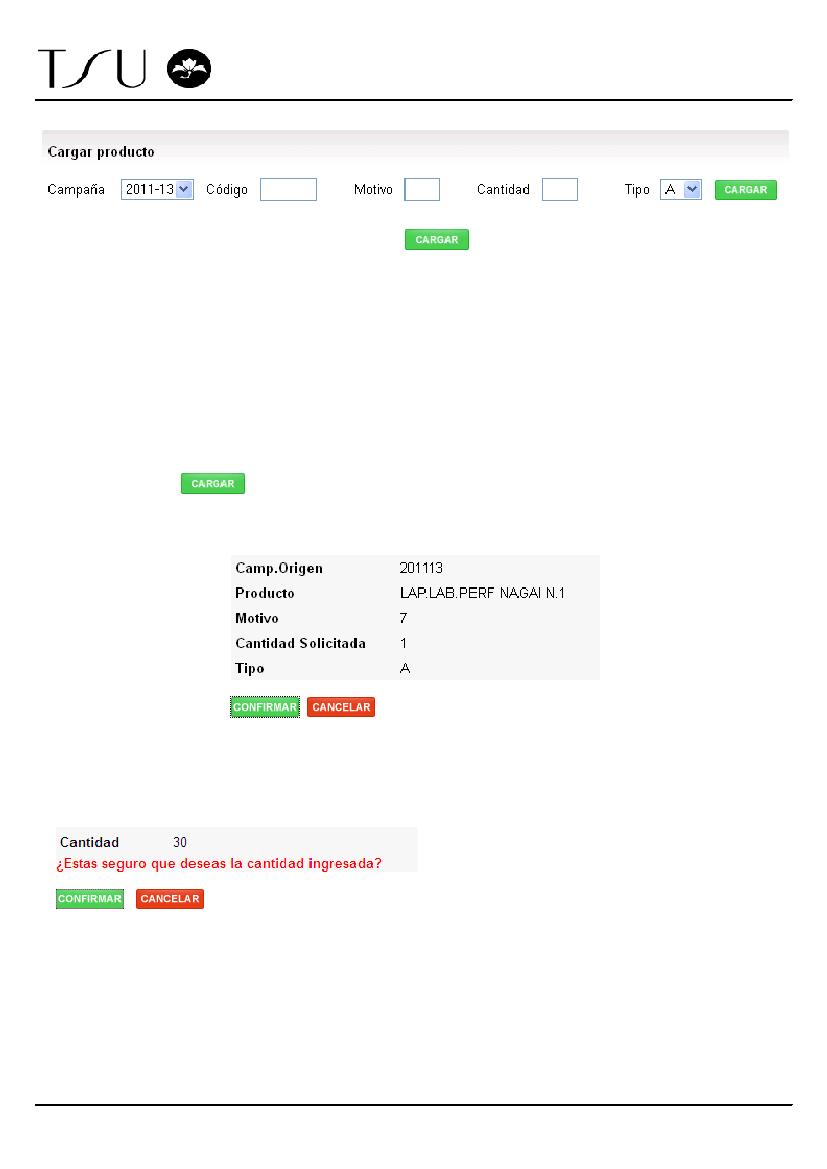 TSU
Cargar producto
Campaña 2011-13 Código Motivo Cantidad Tipo A CARGAR
CARGAR
CARGAR
Camp.Origen 201113
Producto LAP.LAB.PERF NAGAI N.1
Motivo 7
Cantidad Solicitada 1
Tipo A
CONFIRMAR CANCELAR
Cantidad 30
¿Estas seguro que deseas la cantidad ingresada?
CONFIRMAR CANCELAR